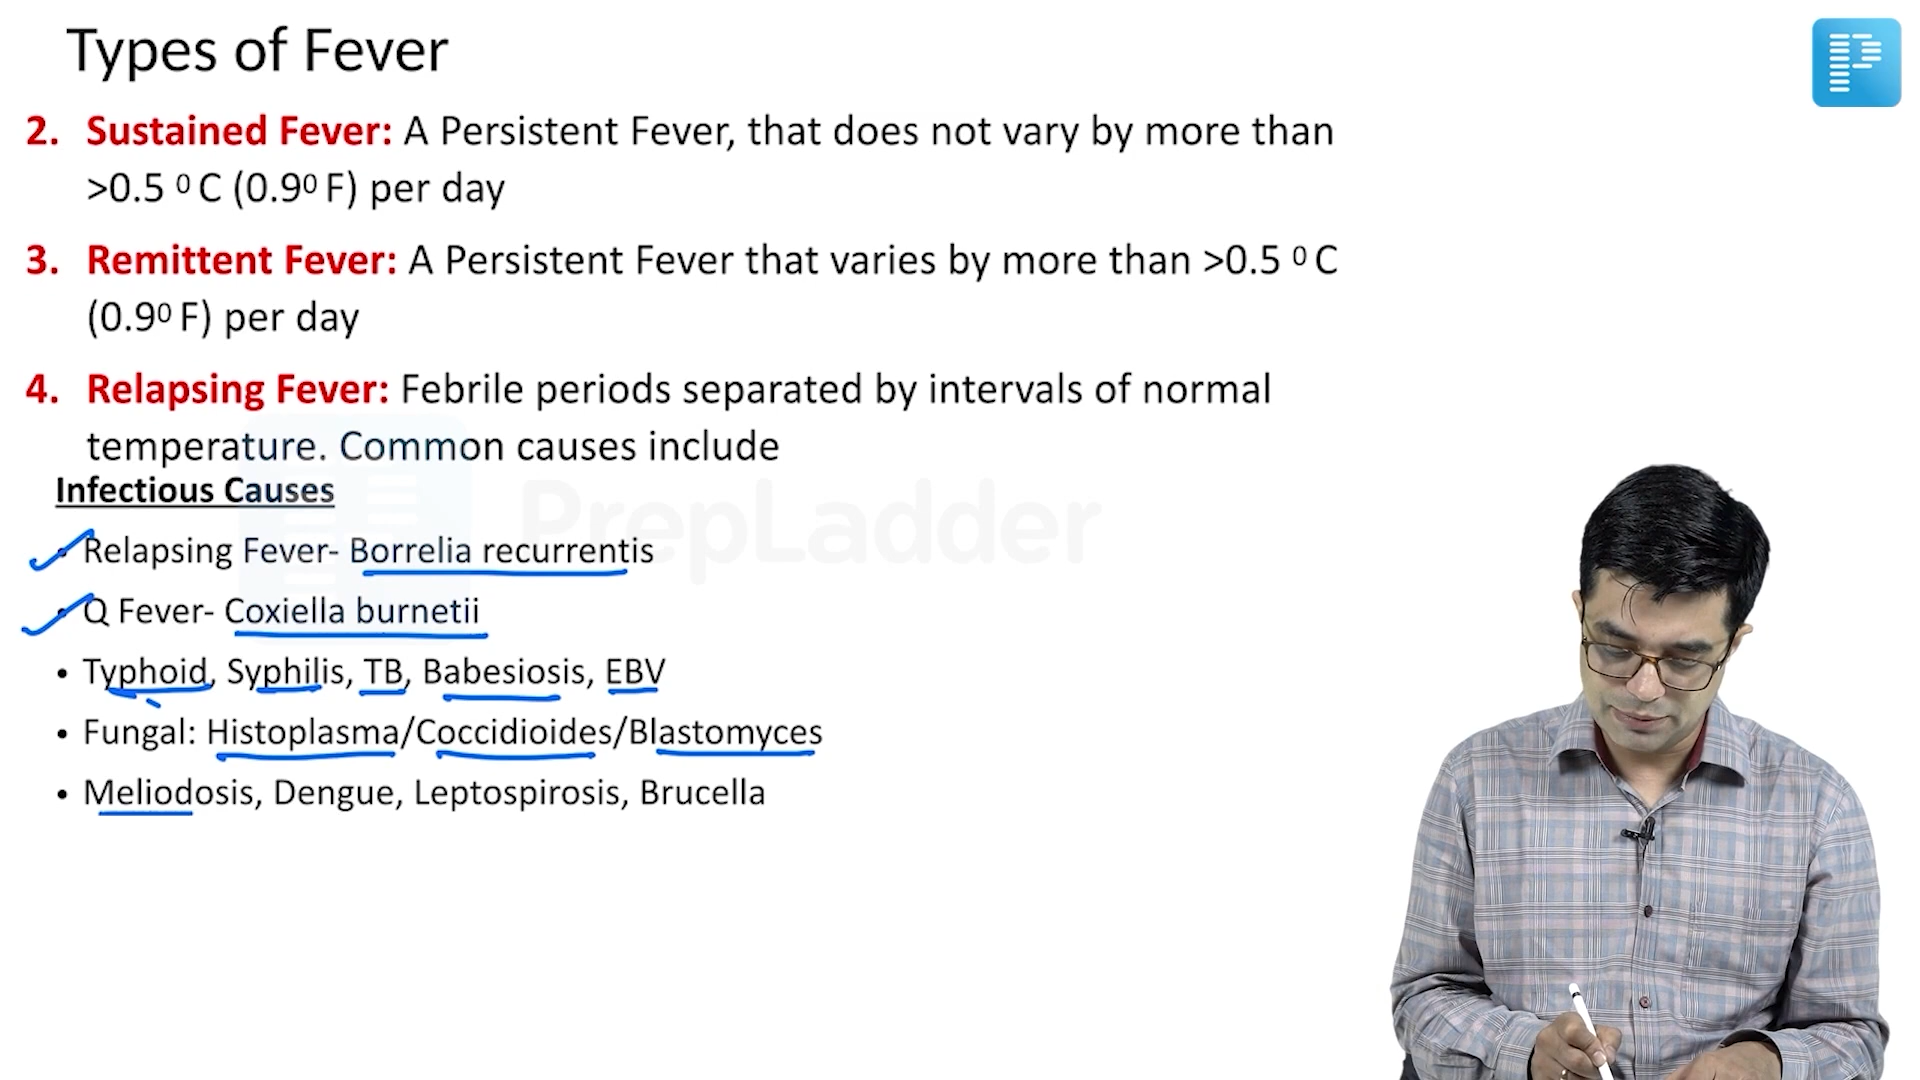 Types of Fever
2. Sustained Fever: A Persistent Fever, that does not vary by more than
>0.5 ⁰ C (0.9⁰ F) per day
3. Remittent Fever: A Persistent Fever that varies by more than >0.5 ⁰ C
(0.9⁰ F) per day
4. Relapsing Fever: Febrile periods separated by intervals of normal
temperature. Common causes include
Infectious Causes
• Relapsing Fever- Borrelia recurrentis
• Q Fever- Coxiella burnetii
• Typhoid, Syphilis, TB, Babesiosis, EBV
• Fungal: Histoplasma/Coccidioides/Blastomyces
• Meliodosis, Dengue, Leptospirosis, Brucella
PrepLadder